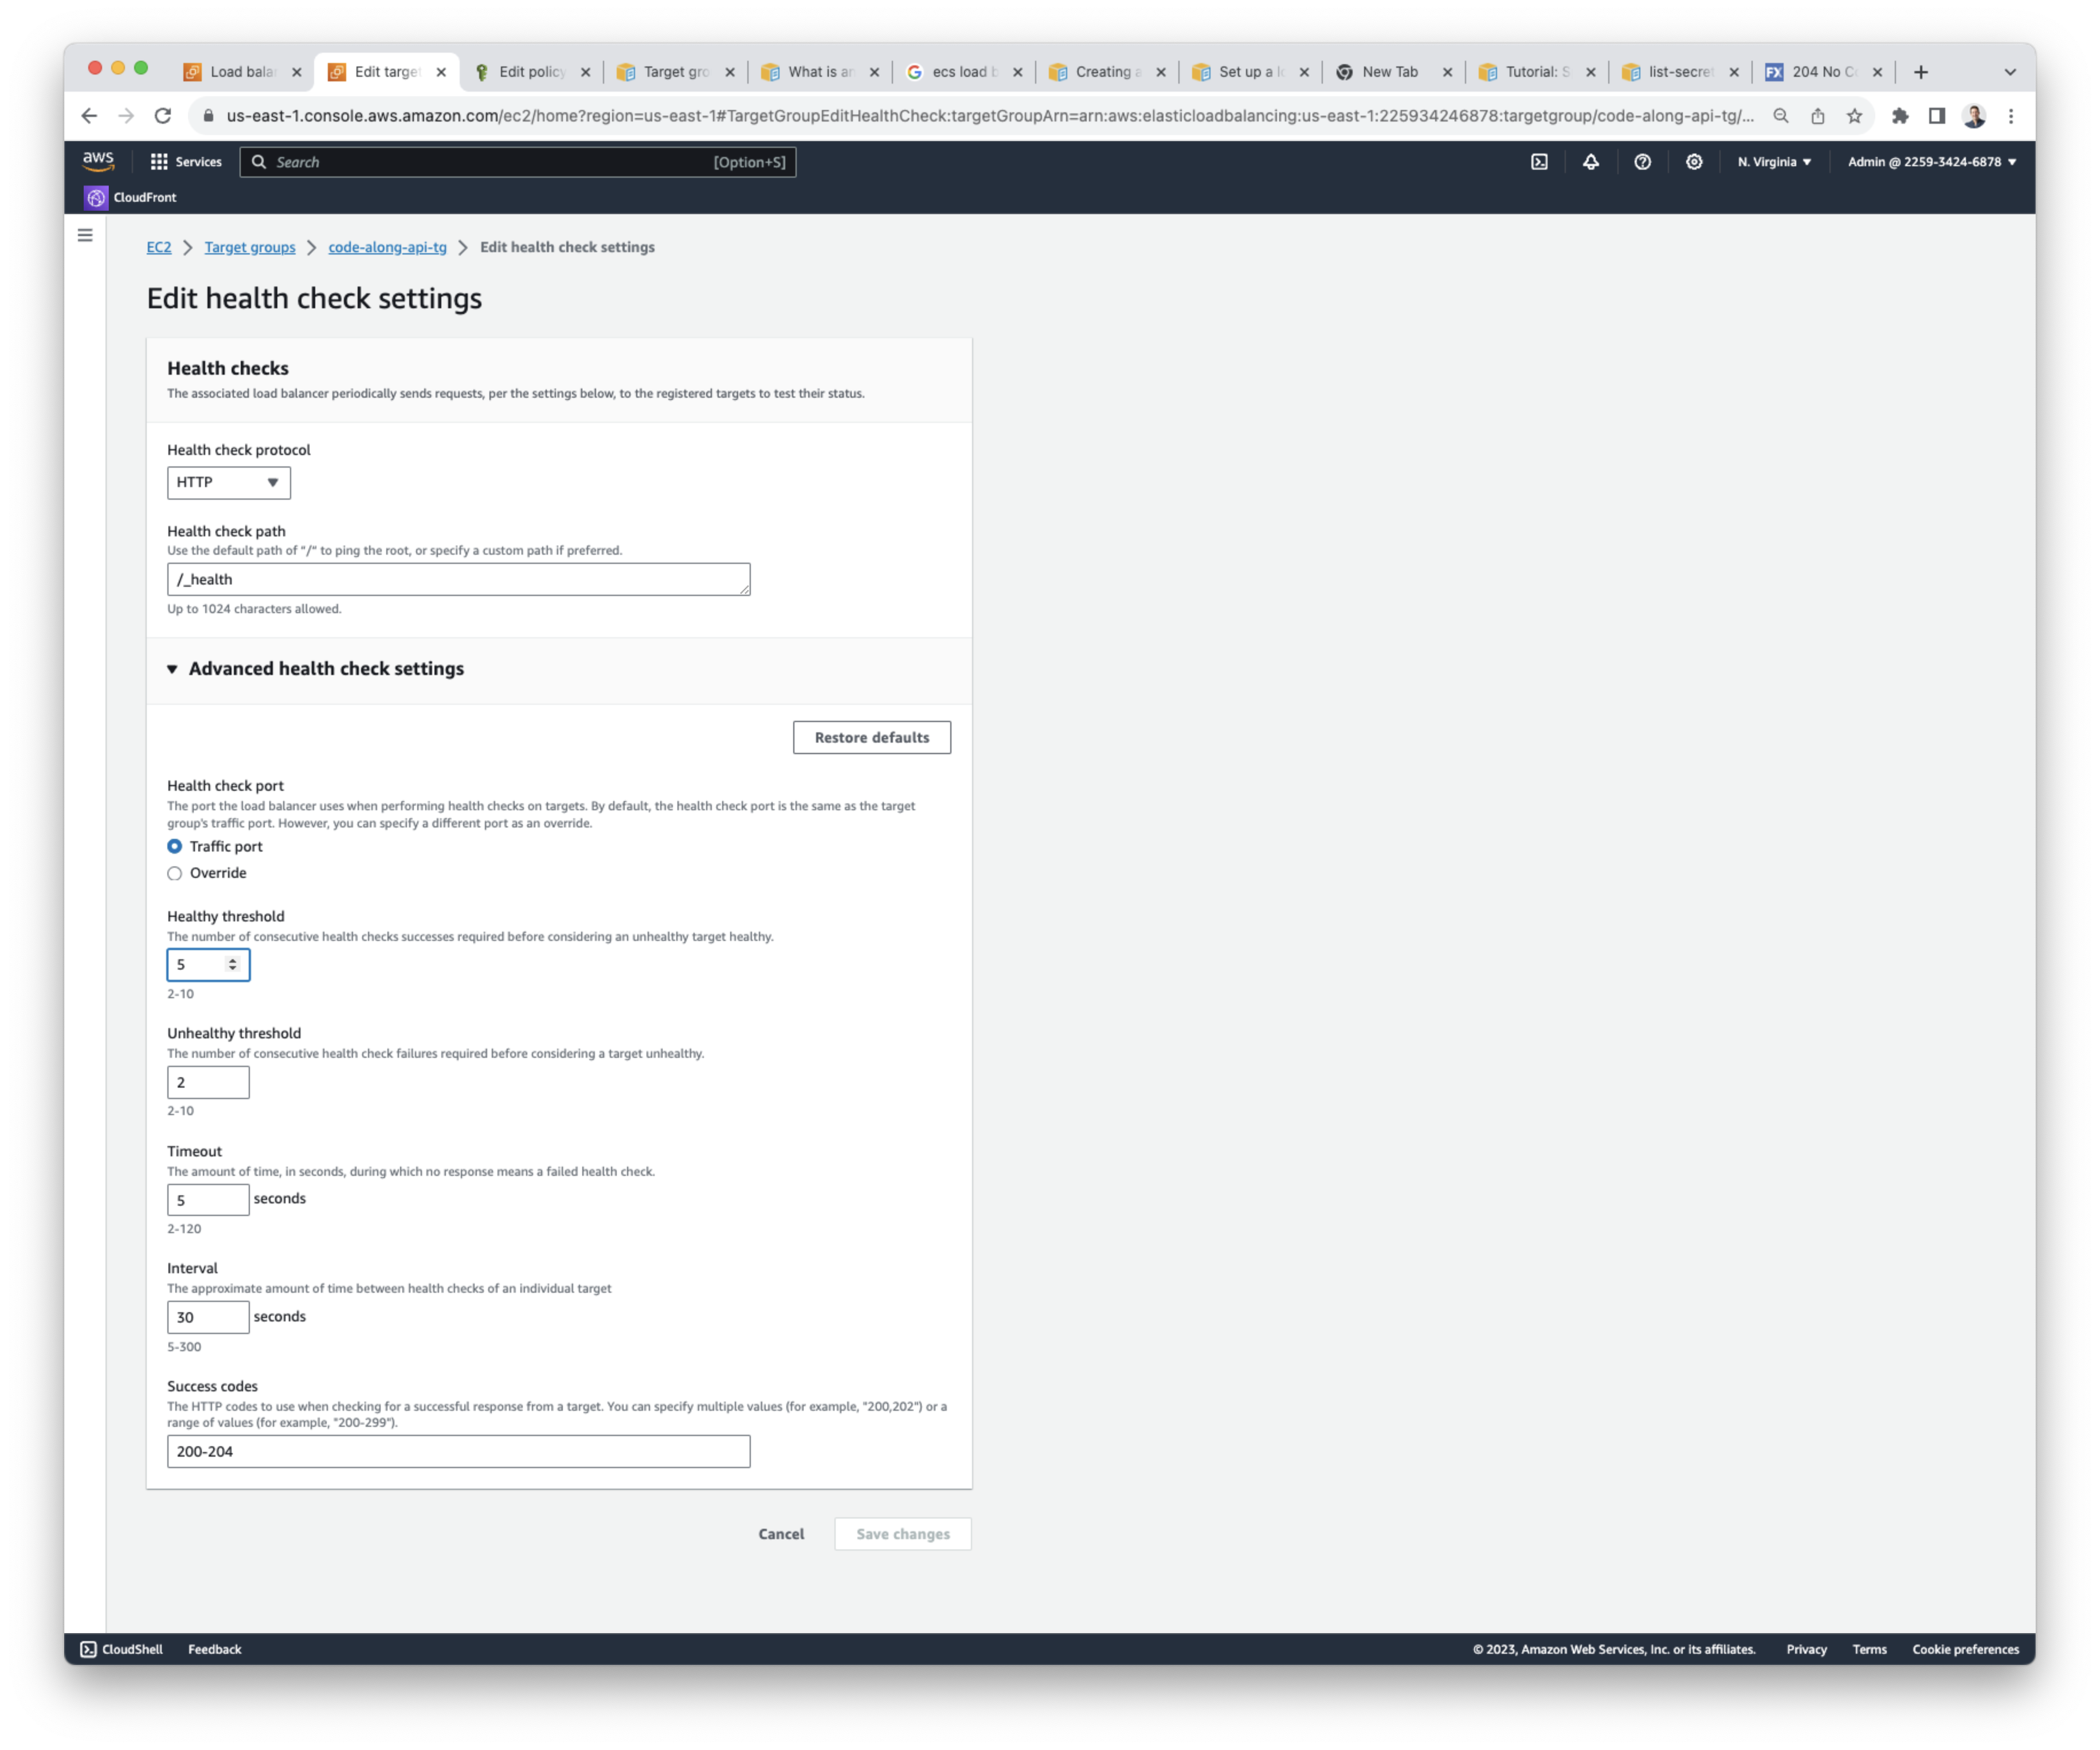 Load bala
Edit targe
Edit policy
Target gro
What is an
ecs load b
Creating a
Set up a lo
New Tab
Tutorial: S
list-secret
204 No C
us-east-1.console.aws.amazon.com/ec2/home?region=us-east-1#TargetGroupEditHealthCheck:targetGroupArn=arn:aws:elasticloadbalancing:us-east-1:225934246878:targetgroup/code-along-api-tg/...
aws Services Search [Option+S] N. Virginia Admin @ 2259-3424-6878
CloudFront
EC2 > Target groups > code-along-api-tg > Edit health check settings
Edit health check settings
Health checks
The associated load balancer periodically sends requests, per the settings below, to the registered targets to test their status.
Health check protocol
HTTP
Health check path
Use the default path of "/" to ping the root, or specify a custom path if preferred.
/_health
Up to 1024 characters allowed.
Advanced health check settings
Restore defaults
Health check port
The port the load balancer uses when performing health checks on targets. By default, the health check port is the same as the target
group's traffic port. However, you can specify a different port as an override.
Traffic port
Override
Healthy threshold
The number of consecutive health checks successes required before considering an unhealthy target healthy.
5
2-10
Unhealthy threshold
The number of consecutive health check failures required before considering a target unhealthy.
2
2-10
Timeout
The amount of time, in seconds, during which no response means a failed health check.
5 seconds
2-120
Interval
The approximate amount of time between health checks of an individual target
30 seconds
5-300
Success codes
The HTTP codes to use when checking for a successful response from a target. You can specify multiple values (for example, "200,202") or a
range of values (for example, "200-299").
200-204
Cancel Save changes
CloudShell Feedback © 2023, Amazon Web Services, Inc. or its affiliates. Privacy Terms Cookie preferences